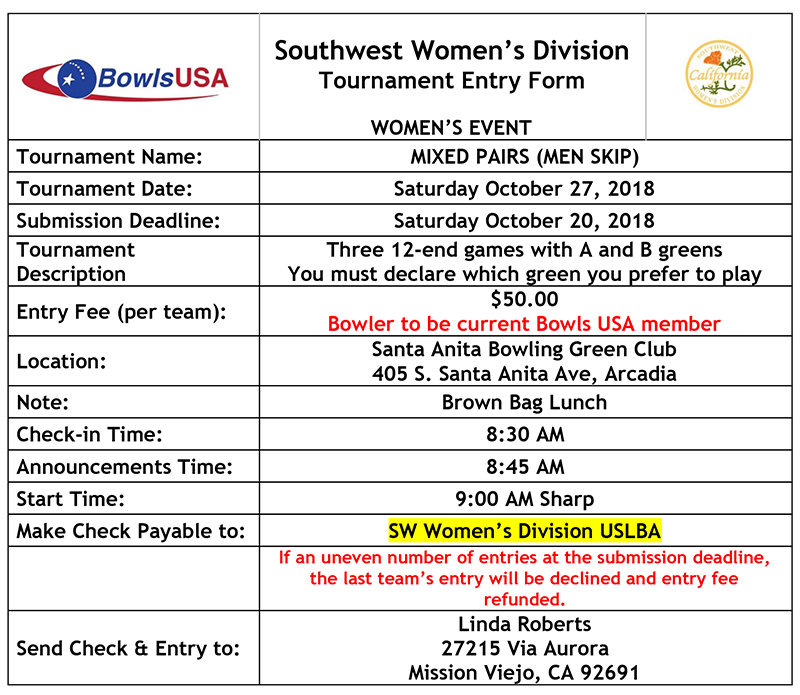 BowlsUSA
Southwest Women's Division
Tournament Entry Form
WOMEN'S EVENT
SOUTHWEST
California
WOMEN'S DIVISION
Tournament Name:
MIXED PAIRS (MEN SKIP)
Tournament Date:
Saturday October 27, 2018
Submission Deadline:
Saturday October 20, 2018
Tournament
Description
Three 12-end games with A and B greens
You must declare which green you prefer to play
Entry Fee (per team):
$50.00
Bowler to be current Bowls USA member
Location:
Santa Anita Bowling Green Club
405 S. Santa Anita Ave, Arcadia
Note:
Brown Bag Lunch
Check-in Time:
8:30 AM
Announcements Time:
8:45 AM
Start Time:
9:00 AM Sharp
Make Check Payable to:
SW Women's Division USLBA
If an uneven number of entries at the submission deadline,
the last team's entry will be declined and entry fee
refunded.
Send Check & Entry to:
Linda Roberts
27215 Via Aurora
Mission Viejo, CA 92691